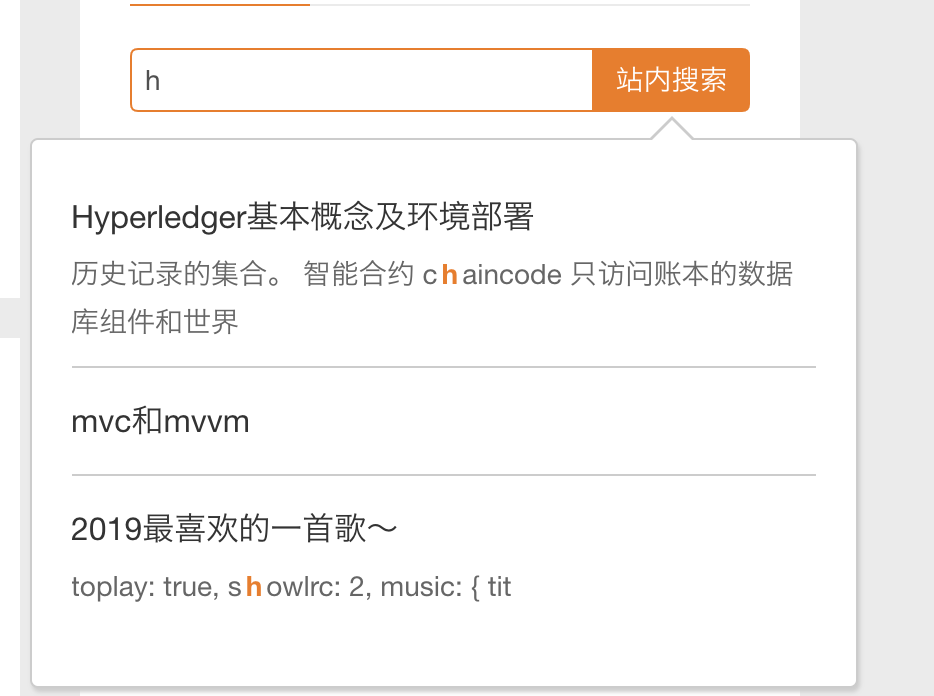 h
站内搜索
Hyperledger基本概念及环境部署
历史记录的集合。 智能合约 chaincode 只访问账本的数据
库组件和世界
mvc和mvvm
2019最喜欢的一首歌～
toplay: true, showlrc: 2, music: { tit